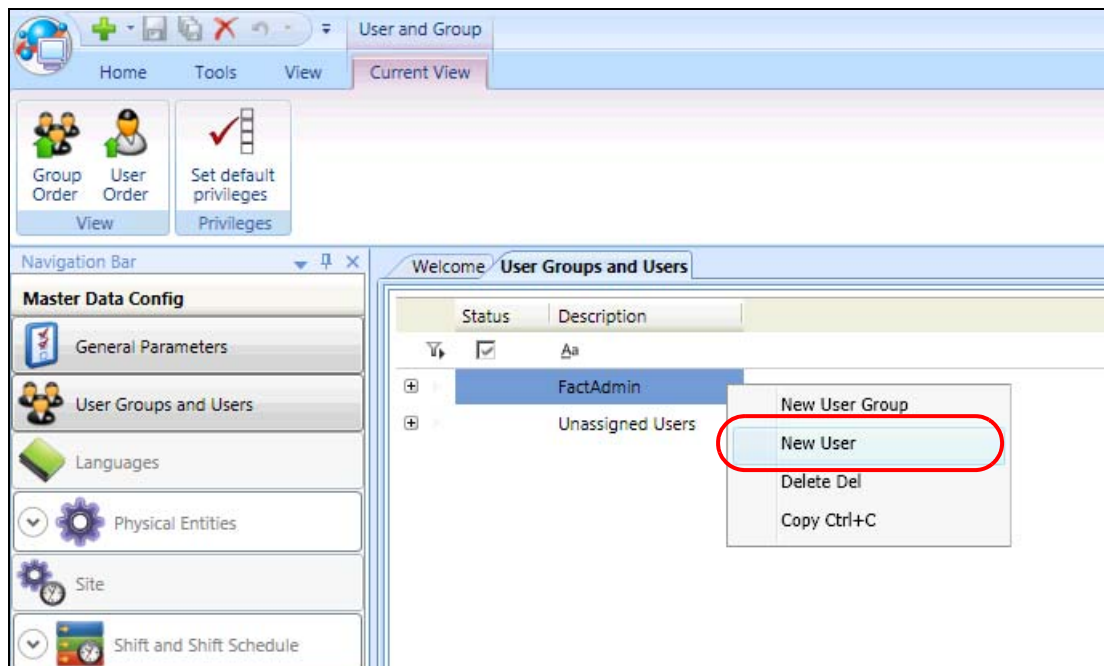 User and Group
Home Tools View Current View
Group Order
User Order
Set default privileges
View
Privileges
Navigation Bar
Welcome
User Groups and Users
Master Data Config
General Parameters
User Groups and Users
Languages
Physical Entities
Site
Shift and Shift Schedule
Status Description
Aa
FactAdmin
Unassigned Users
New User Group
New User
Delete Del
Copy Ctrl+C